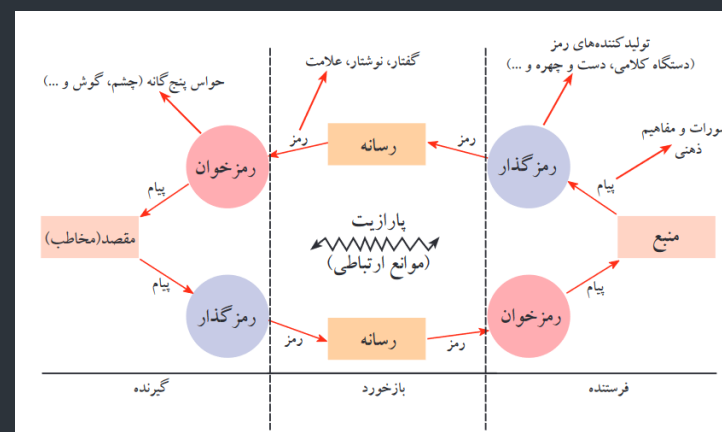 تولیدکننده‌های رمز
(دستگاه کلامی، دست و چهره و ...)
گفتار، نوشتار، علامت
حواس پنج‌گانه (چشم، گوش و ...)
و مفاهیم
ذهنی
پیام
رمزگذار
رمز
رسانه
رمز
رمزخوان
پیام
منبع
پارازیت
(موانع ارتباطی)
مقصد(مخاطب)
پیام
رمزگذار
رمز
رسانه
رمز
رمزخوان
پیام
فرستنده
بازخورد
گیرنده